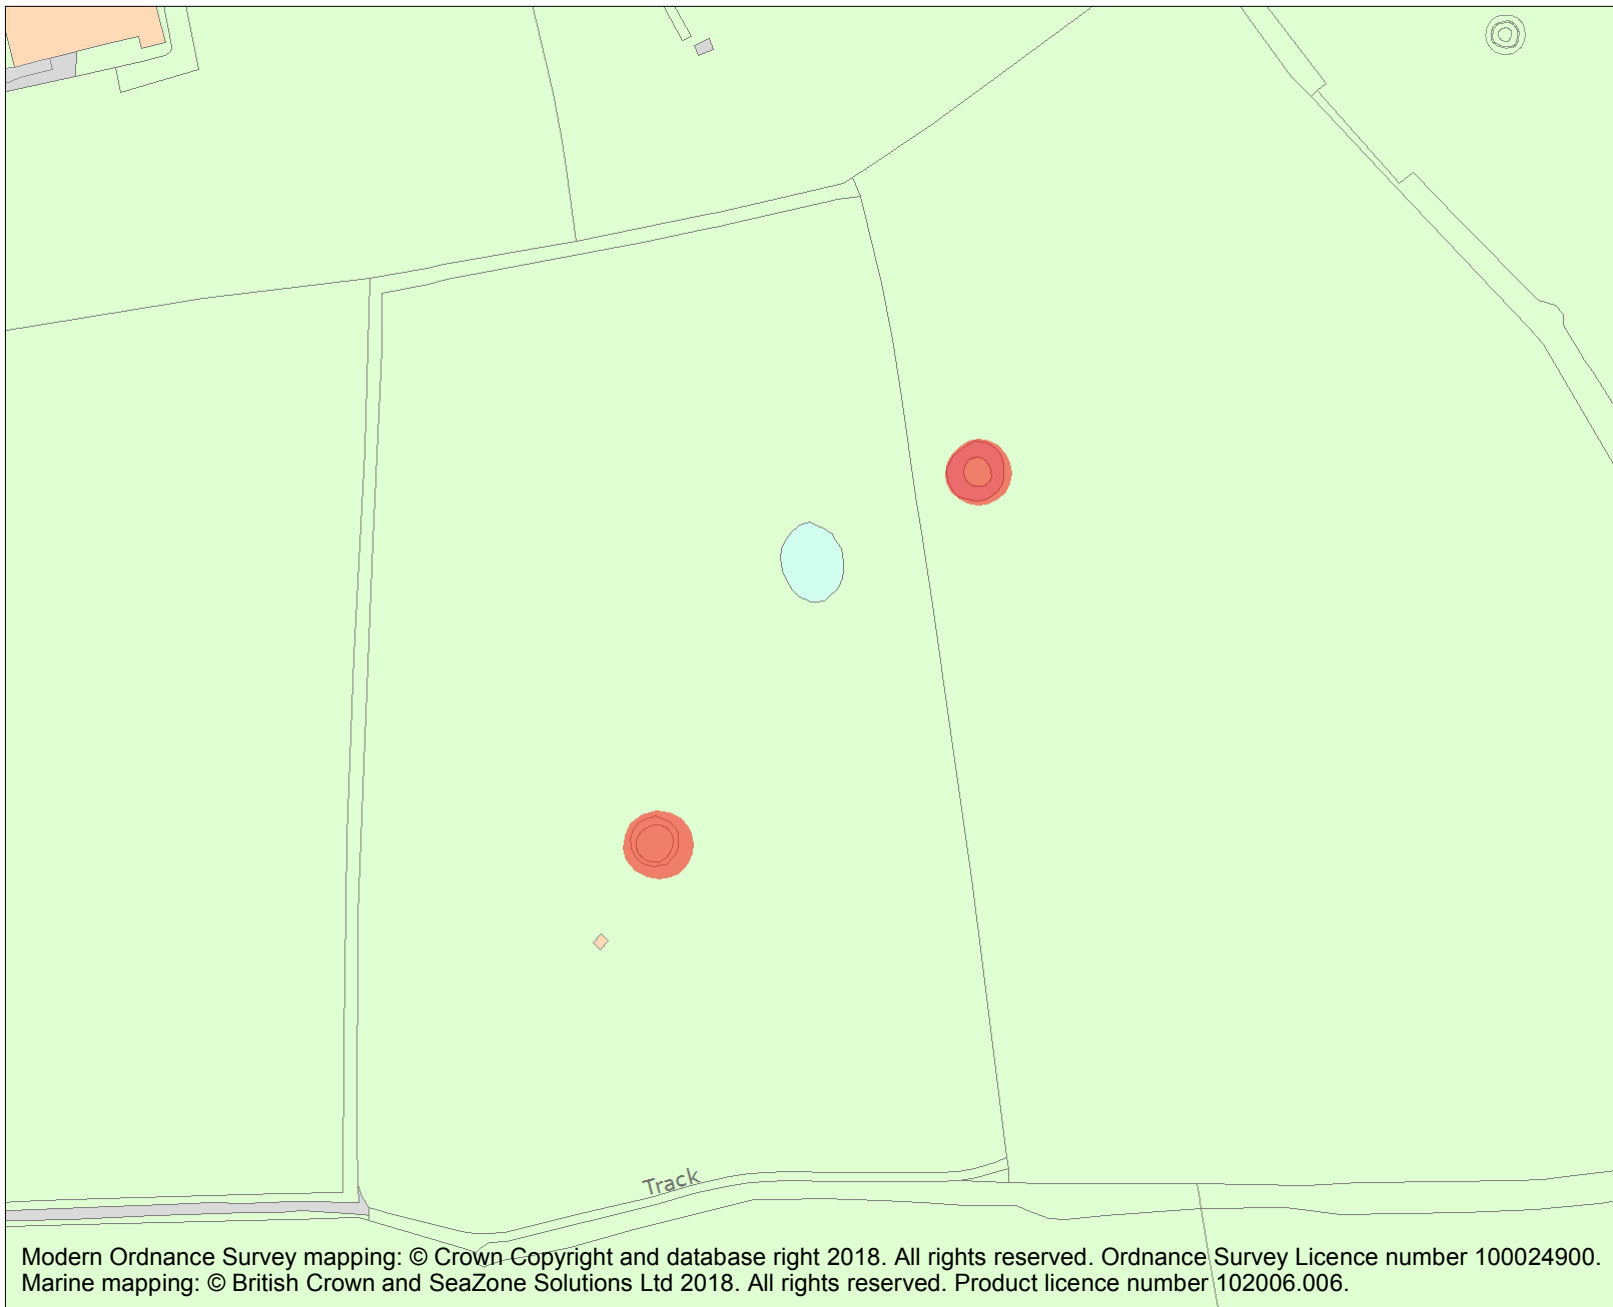 Track
Modern Ordnance Survey mapping: © Crown Copyright and database right 2018. All rights reserved. Ordnance Survey Licence number 100024900.
Marine mapping: © British Crown and SeaZone Solutions Ltd 2018. All rights reserved. Product licence number 102006.006.